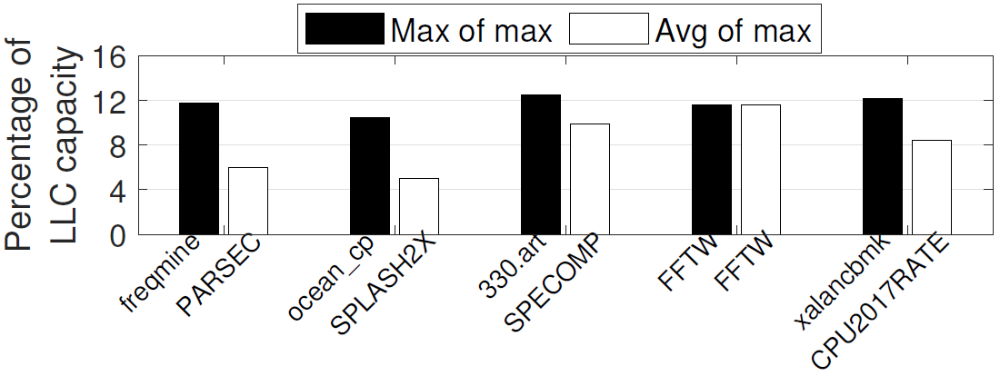 Max of max
Avg of max
Percentage of
LLC capacity
16
12
8
4
0
freqmine
PARSEC
ocean_cp
SPLASH2X
330.art
SPECOMP
FFTW
FFTW
xalancbmk
CPU2017RATE